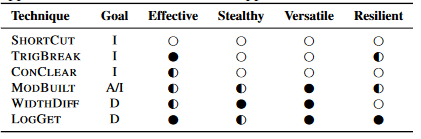 Technique Goal Effective Stealthy Versatile Resilient
SHORTCUT I ○ ○ ○ ○
TRIGBREAK I ● ○ ○ ◐
CONCLEAR I ◐ ○ ○ ○
MODBUILT A/I ◐ ◐ ● ◐
WIDTHDIFF D ◐ ● ● ○
LOGGET D ● ◐ ● ●